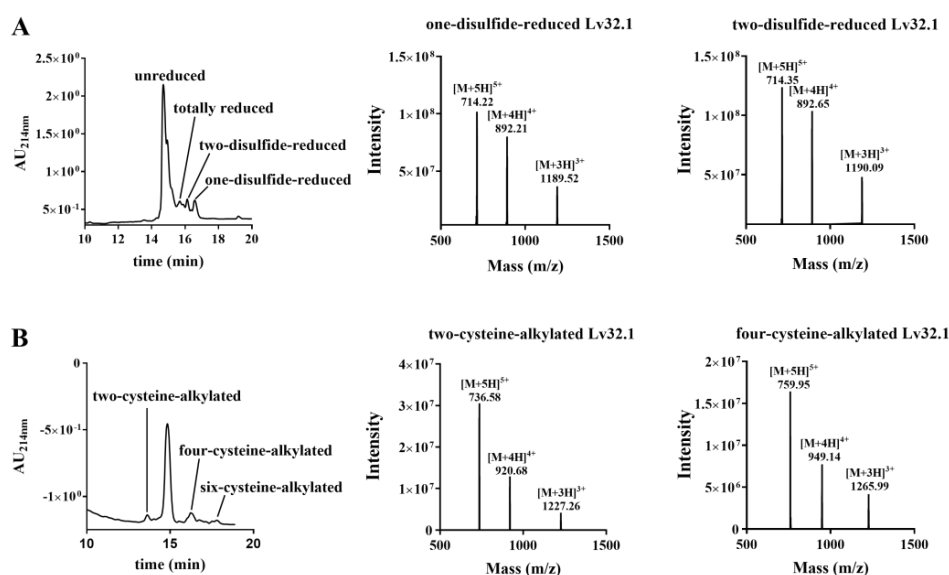 A
one-disulfide-reduced Lv32.1
two-disulfide-reduced Lv32.1
2.5×10⁰
2×10⁰
1.5×10⁰
1×10⁰
5×10⁻¹
AU214nm
unreduced
totally reduced
two-disulfide-reduced
one-disulfide-reduced
10 12 14 16 18 20
time (min)
1.5×10⁸
1×10⁸
5×10⁷
Intensity
[M+5H]⁵⁺
714.22
[M+4H]⁴⁺
892.21
[M+3H]³⁺
1189.52
500 1000 1500
Mass (m/z)
1.5×10⁸
1×10⁸
5×10⁷
Intensity
[M+5H]⁵⁺
714.35
[M+4H]⁴⁺
892.65
[M+3H]³⁺
1190.09
500 1000 1500
Mass (m/z)
B
two-cysteine-alkylated Lv32.1
four-cysteine-alkylated Lv32.1
0
-5×10⁻¹
-1×10⁰
AU214nm
two-cysteine-alkylated
four-cysteine-alkylated
six-cysteine-alkylated
10 15 20
time (min)
4×10⁷
3×10⁷
2×10⁷
1×10⁷
0
Intensity
[M+5H]⁵⁺
736.58
[M+4H]⁴⁺
920.68
[M+3H]³⁺
1227.26
500 1000 1500
Mass (m/z)
2×10⁷
1.5×10⁷
1×10⁷
5×10⁶
0
Intensity
[M+5H]⁵⁺
759.95
[M+4H]⁴⁺
949.14
[M+3H]³⁺
1265.99
500 1000 1500
Mass (m/z)